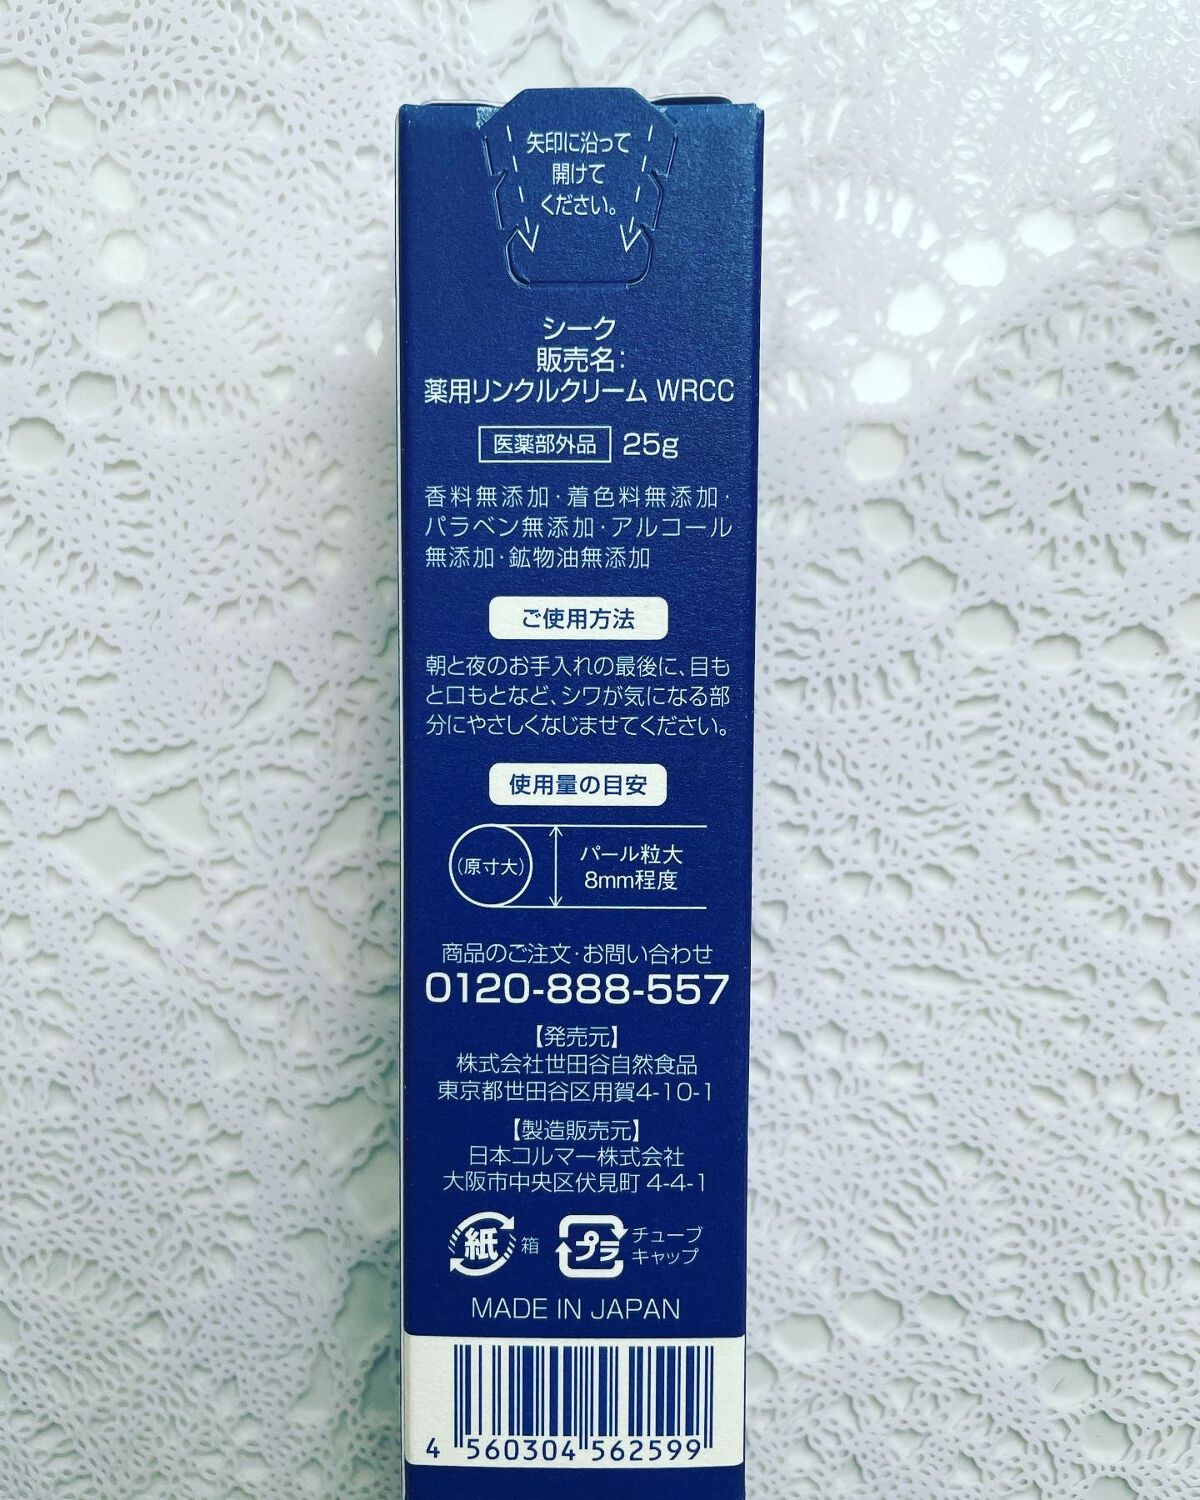 矢印に沿って
開けて
ください。
シーク
販売名:
薬用リンクルクリーム WRCC
医薬部外品 25g
香料無添加・着色料無添加・
パラベン無添加・アルコール
無添加・鉱物油無添加
ご使用方法
朝と夜のお手入れの最後に、目も
と口もとなど、シワが気になる部
分にやさしくなじませてください。
使用量の目安
(原寸大) パール粒大
8mm程度
商品のご注文・お問い合わせ
0120-888-557
【発売元】
株式会社世田谷自然食品
東京都世田谷区用賀4-10-1
【製造販売元】
日本コルマー株式会社
大阪市中央区伏見町 4-4-1
紙 箱 プラ チューブ
キャップ
MADE IN JAPAN
4 560304 562599